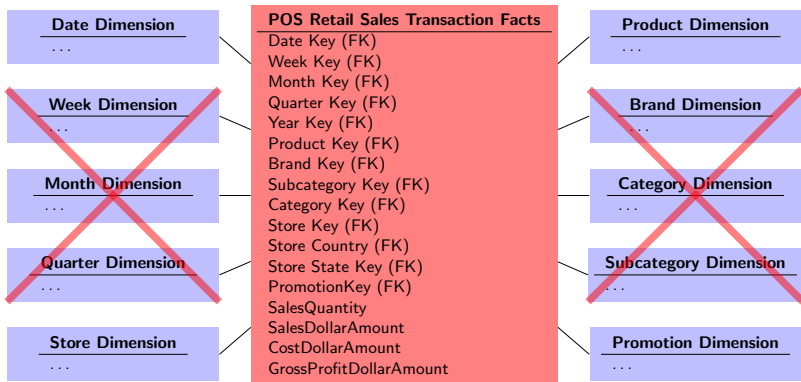 Date Dimension
. . .
Week Dimension
. . .
Month Dimension
. . .
Quarter Dimension
. . .
Store Dimension
. . .
POS Retail Sales Transaction Facts
Date Key (FK)
Week Key (FK)
Month Key (FK)
Quarter Key (FK)
Year Key (FK)
Product Key (FK)
Brand Key (FK)
Subcategory Key (FK)
Category Key (FK)
Store Key (FK)
Store Country (FK)
Store State Key (FK)
PromotionKey (FK)
SalesQuantity
SalesDollarAmount
CostDollarAmount
GrossProfitDollarAmount
Product Dimension
. . .
Brand Dimension
. . .
Category Dimension
. . .
Subcategory Dimension
. . .
Promotion Dimension
. . .